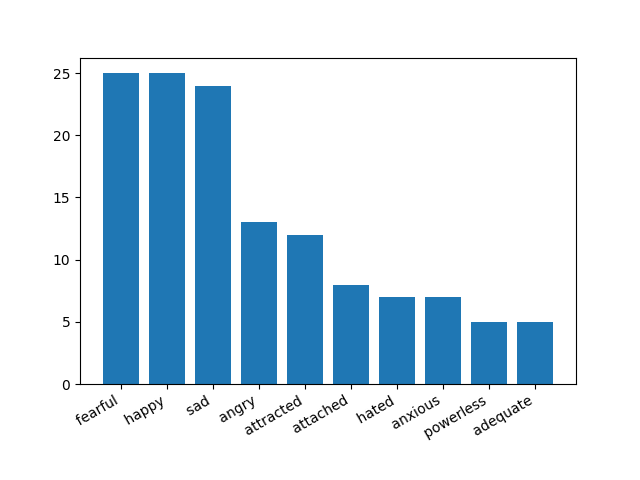 25
20
15
10
5
0
fearful
happy
sad
angry
attracted
attached
hated
anxious
powerless
adequate